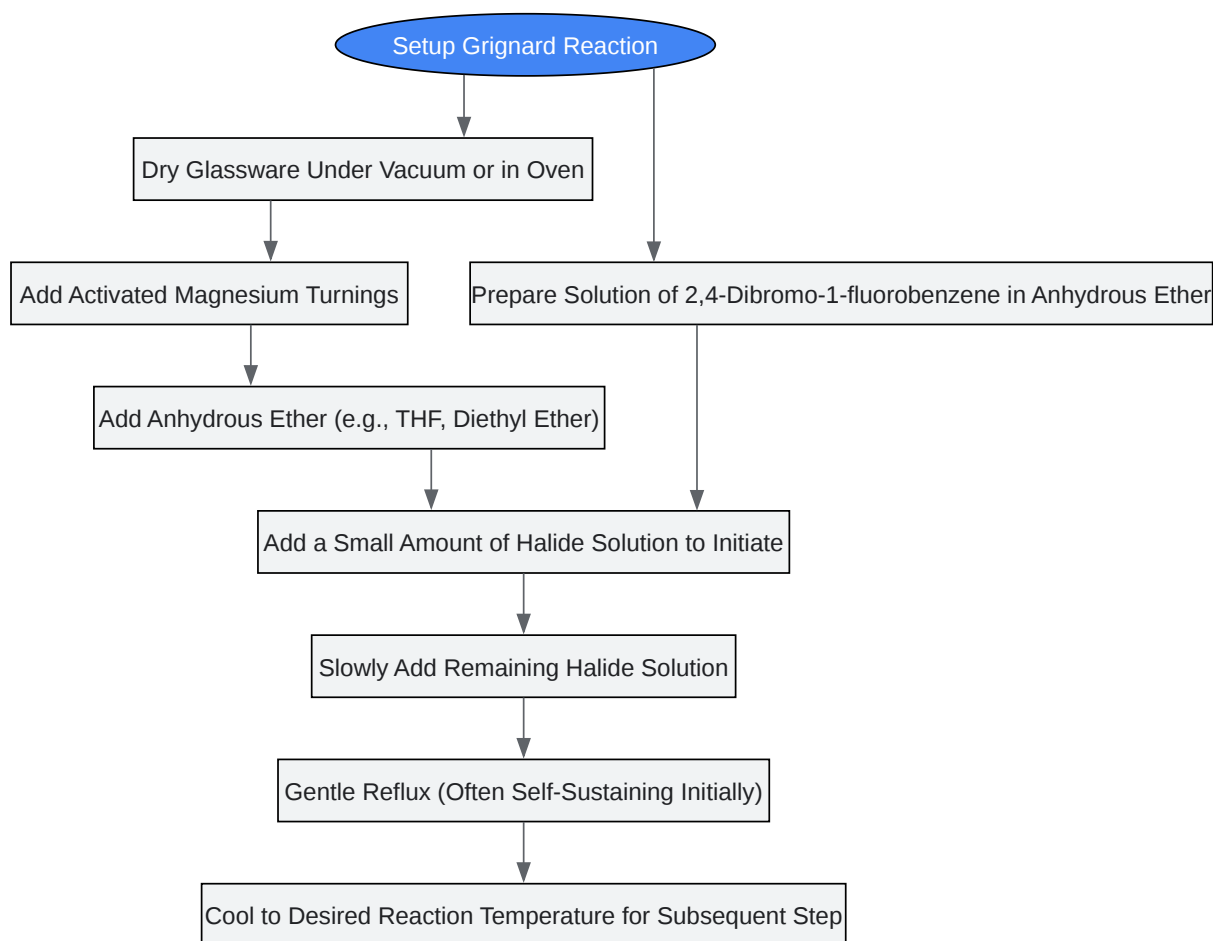 Setup Grignard Reaction
Dry Glassware Under Vacuum or in Oven
Add Activated Magnesium Turnings
Prepare Solution of 2,4-Dibromo-1-fluorobenzene in Anhydrous Ether
Add Anhydrous Ether (e.g., THF, Diethyl Ether)
Add a Small Amount of Halide Solution to Initiate
Slowly Add Remaining Halide Solution
Gentle Reflux (Often Self-Sustaining Initially)
Cool to Desired Reaction Temperature for Subsequent Step